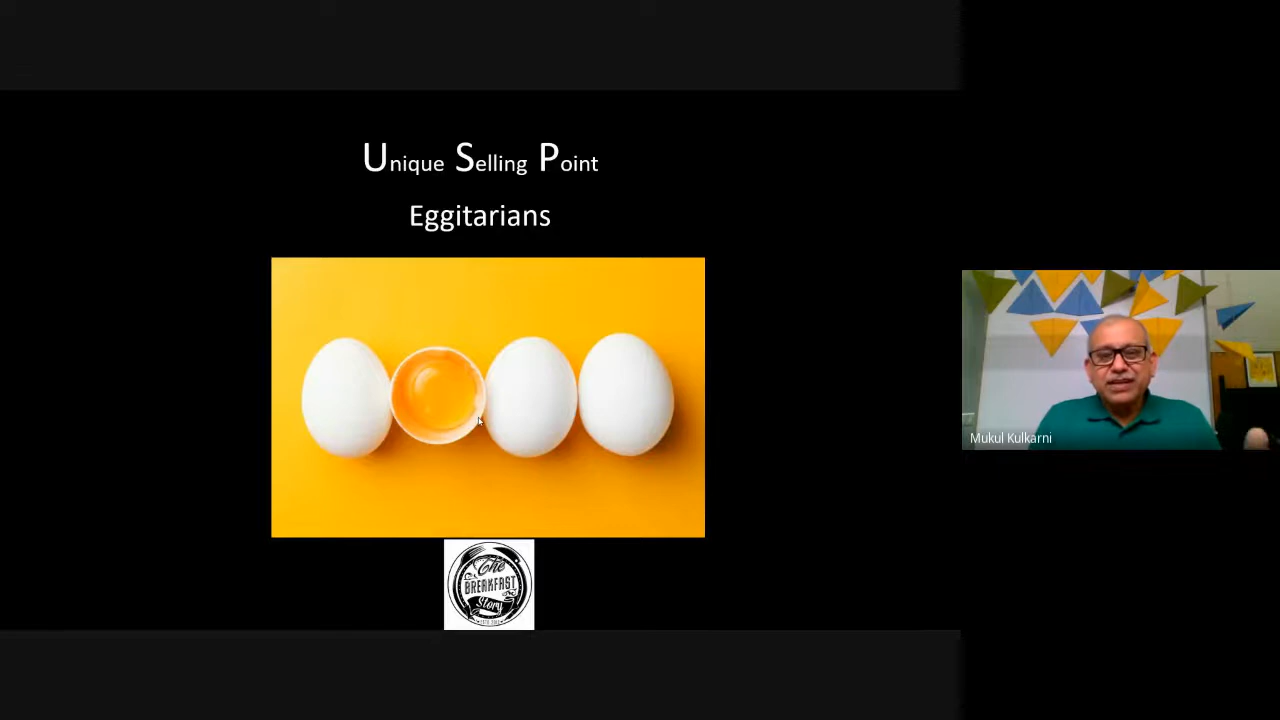 Unique Selling Point
Eggitarians
The
BREAKFAST
Story
Mukul Kulkarni